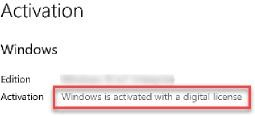 Activation
Windows
Edition
Activation Windows is activated with a digital license